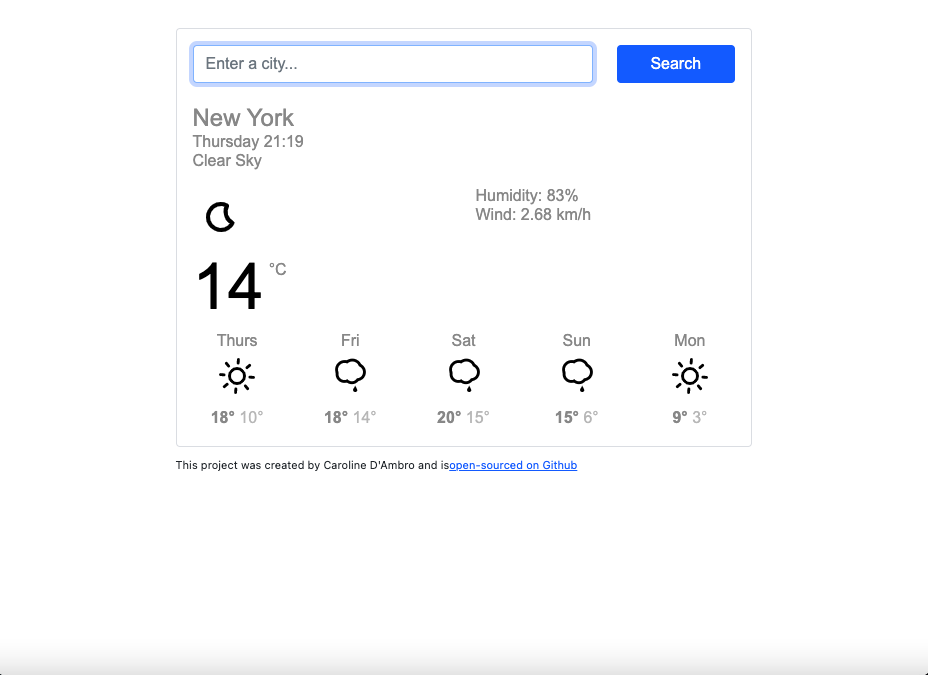 Enter a city...
Search
New York
Thursday 21:19
Clear Sky
Humidity: 83%
Wind: 2.68 km/h
14 °C
Thurs Fri Sat Sun Mon
18° 10° 18° 14° 20° 15° 15° 6° 9° 3°
This project was created by Caroline D'Ambro and isopen-sourced on Github